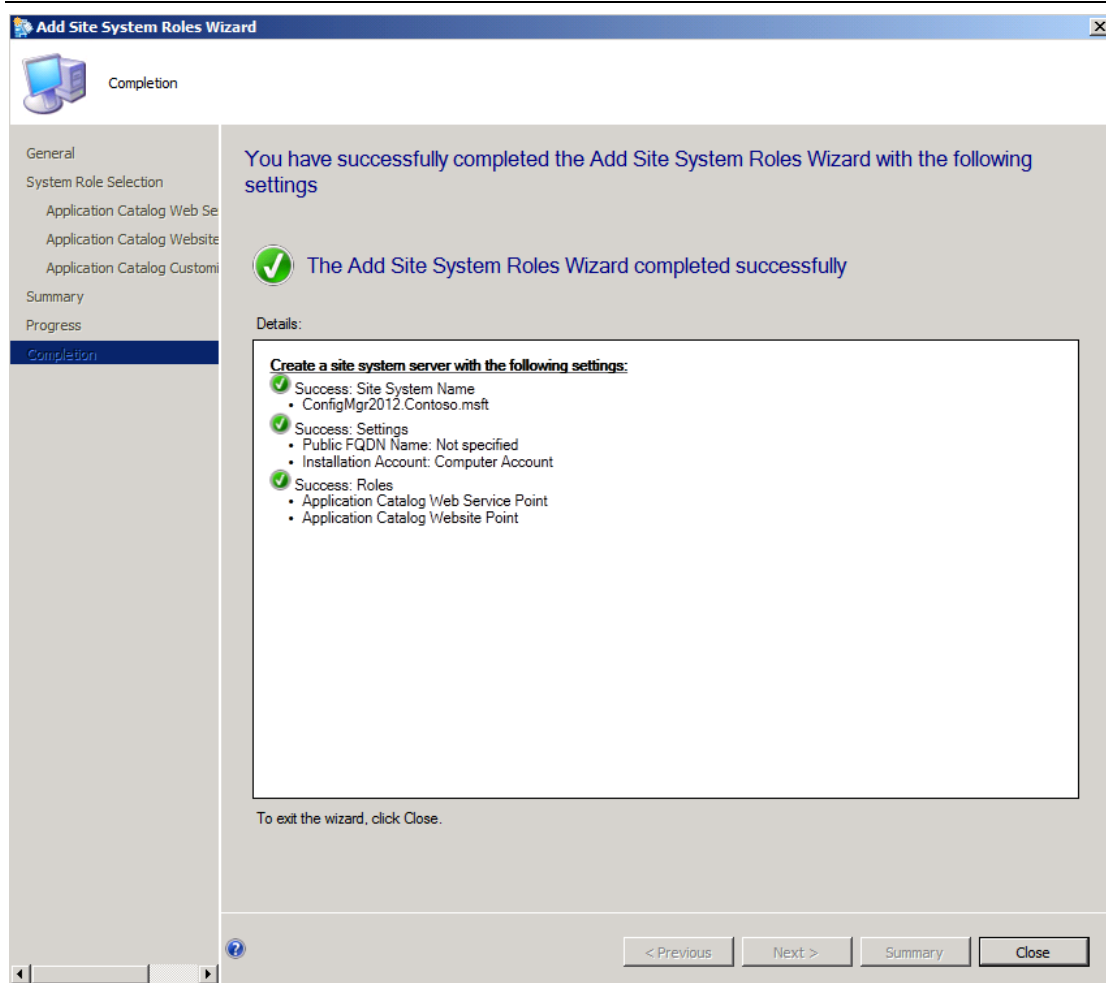 Add Site System Roles Wizard
Completion
General
System Role Selection
Application Catalog Web Se
Application Catalog Website
Application Catalog Customi
Summary
Progress
Completion
You have successfully completed the Add Site System Roles Wizard with the following
settings
The Add Site System Roles Wizard completed successfully
Details:
Create a site system server with the following settings:
Success: Site System Name
• ConfigMgr2012.Contoso.msft
Success: Settings
• Public FQDN Name: Not specified
• Installation Account: Computer Account
Success: Roles
• Application Catalog Web Service Point
• Application Catalog Website Point
To exit the wizard, click Close.
< Previous
Next >
Summary
Close